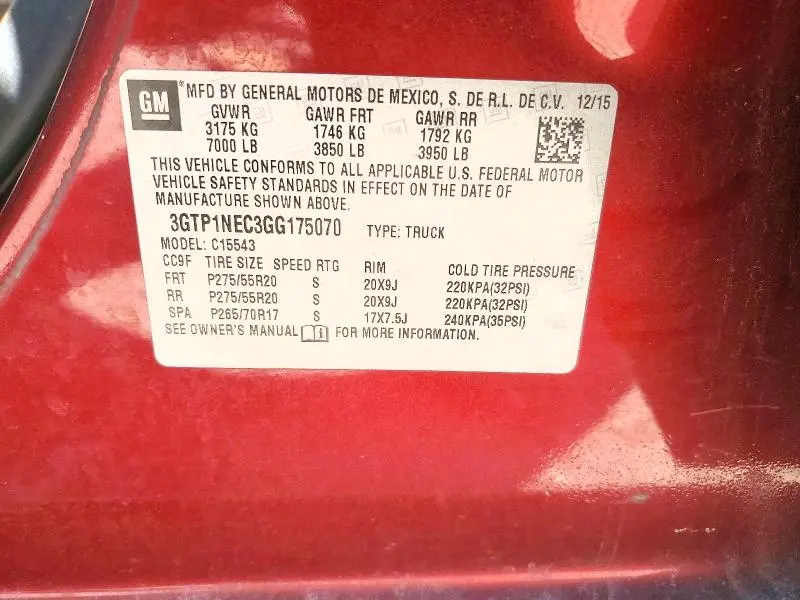 GM
*MFD BY GENERAL MOTORS DE MEXICO, S. DE R.L. DE C.V. 12/15
GVWR GAWR FRT GAWR RR
3175 KG 1746 KG 1792 KG
7000 LB 3850 LB 3950 LB
THIS VEHICLE CONFORMS TO ALL APPLICABLE U.S. FEDERAL MOTOR
VEHICLE SAFETY STANDARDS IN EFFECT ON THE DATE OF
MANUFACTURE SHOWN ABOVE.
3GTP1NEC3GG175070 TYPE: TRUCK
MODEL: C15543
CC9F TIRE SIZE SPEED RTG RIM COLD TIRE PRESSURE
FRT P275/55R20 S 20X9J 220KPA(32PSI)
RR P275/55R20 S 20X9J 220KPA(32PSI)
SPA P265/70R17 S 17X7.5J 240KPA(35PSI)
SEE OWNER'S MANUAL FOR MORE INFORMATION.